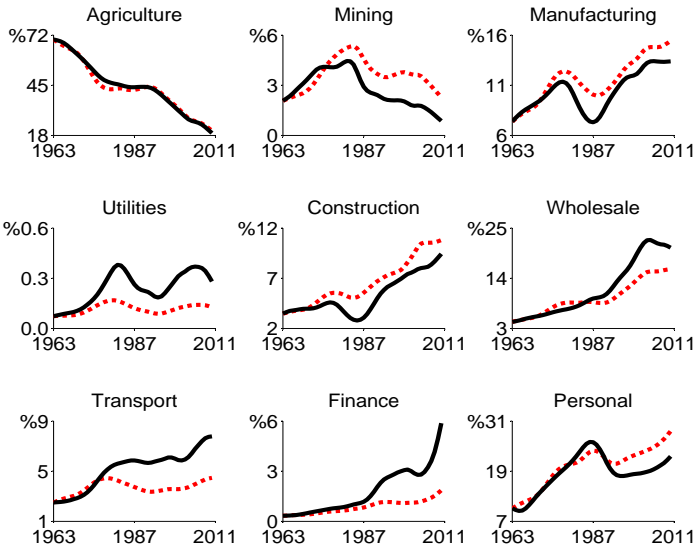 Agriculture
%72
45
18
1963 1987 2011
Mining
%6
3
0
1963 1987 2011
Manufacturing
%16
11
6
1963 1987 2011
Utilities
%0.6
0.3
0.0
1963 1987 2011
Construction
%12
7
2
1963 1987 2011
Wholesale
%25
14
3
1963 1987 2011
Transport
%9
5
1
1963 1987 2011
Finance
%6
3
0
1963 1987 2011
Personal
%31
19
7
1963 1987 2011